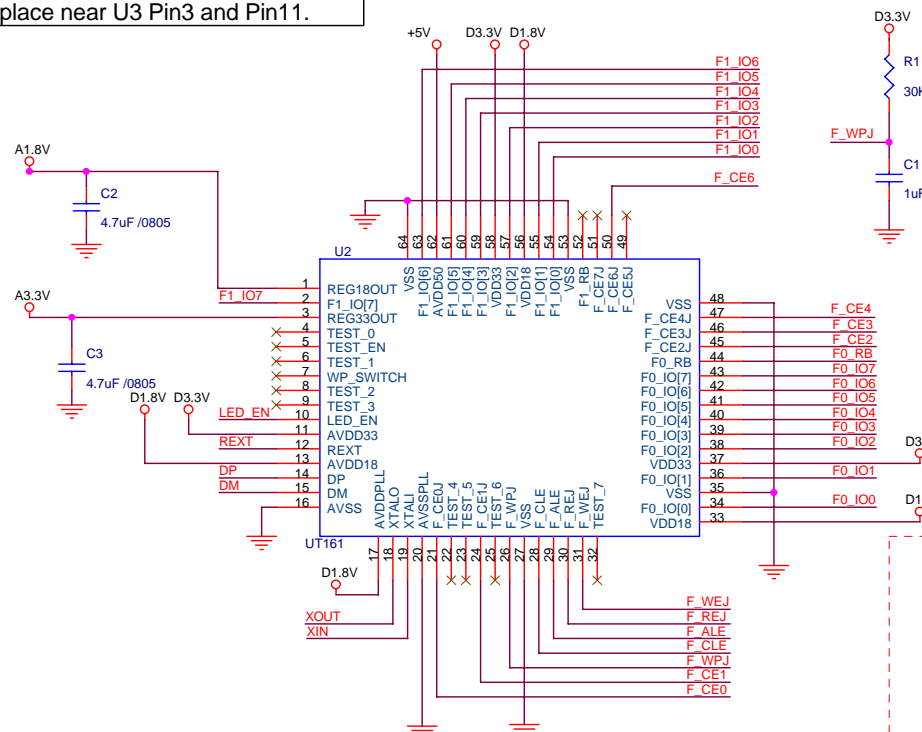 place near U3 Pin3 and Pin11.
+5V
D3.3V D1.8V
D3.3V
R1
F_WPJ
C1
F1_IO6
F1_IO5
F1_IO4
F1_IO3
F1_IO2
F1_IO1
F1_IO0
F_CE6
A1.8V
C2
4.7uF /0805
A3.3V
C3
4.7uF /0805
D1.8V D3.3V
F1_IO7
LED_EN
REXT
DP
DM
U2
UT161
64 63 62 61 60 59 58 57 56 55 54 53 52 51 50 49
VSS
F1_IO[6]
AVDD50
F1_IO[5]
F1_IO[4]
F1_IO[3]
VDD33
F1_IO[2]
VDD18
F1_IO[1]
F1_IO[0]
VSS
F1_RB
F_CE7J
F_CE6J
F_CE5J
1 REG18OUT
2 F1_IO[7]
3 REG33OUT
4 TEST_0
5 TEST_EN
6 TEST_1
7 WP_SWITCH
8 TEST_2
9 TEST_3
10 LED_EN
11 AVDD33
12 REXT
13 AVDD18
14 DP
15 DM
16 AVSS
VSS 48
F_CE4J 47 F_CE4
F_CE3J 46 F_CE3
F_CE2J 45 F_CE2
F0_RB 44 F0_RB
F0_IO[7] 43 F0_IO7
F0_IO[6] 42 F0_IO6
F0_IO[5] 41 F0_IO5
F0_IO[4] 40 F0_IO4
F0_IO[3] 39 F0_IO3
F0_IO[2] 38 F0_IO2
VDD33 37
F0_IO[1] 36 F0_IO1
VSS 35
F0_IO[0] 34 F0_IO0
VDD18 33
AVDDPLL
XTALO
XTALI
AVSSPLL
F_CE0J
TEST_4
TEST_5
F_CE1J
TEST_6
F_WPJ
VSS
F_CLE
F_ALE
F_REJ
F_WEJ
TEST_7
17 18 19 20 21 22 23 24 25 26 27 28 29 30 31 32
D1.8V
XOUT
XIN
F_WEJ
F_REJ
F_ALE
F_CLE
F_WPJ
F_CE1
F_CE0